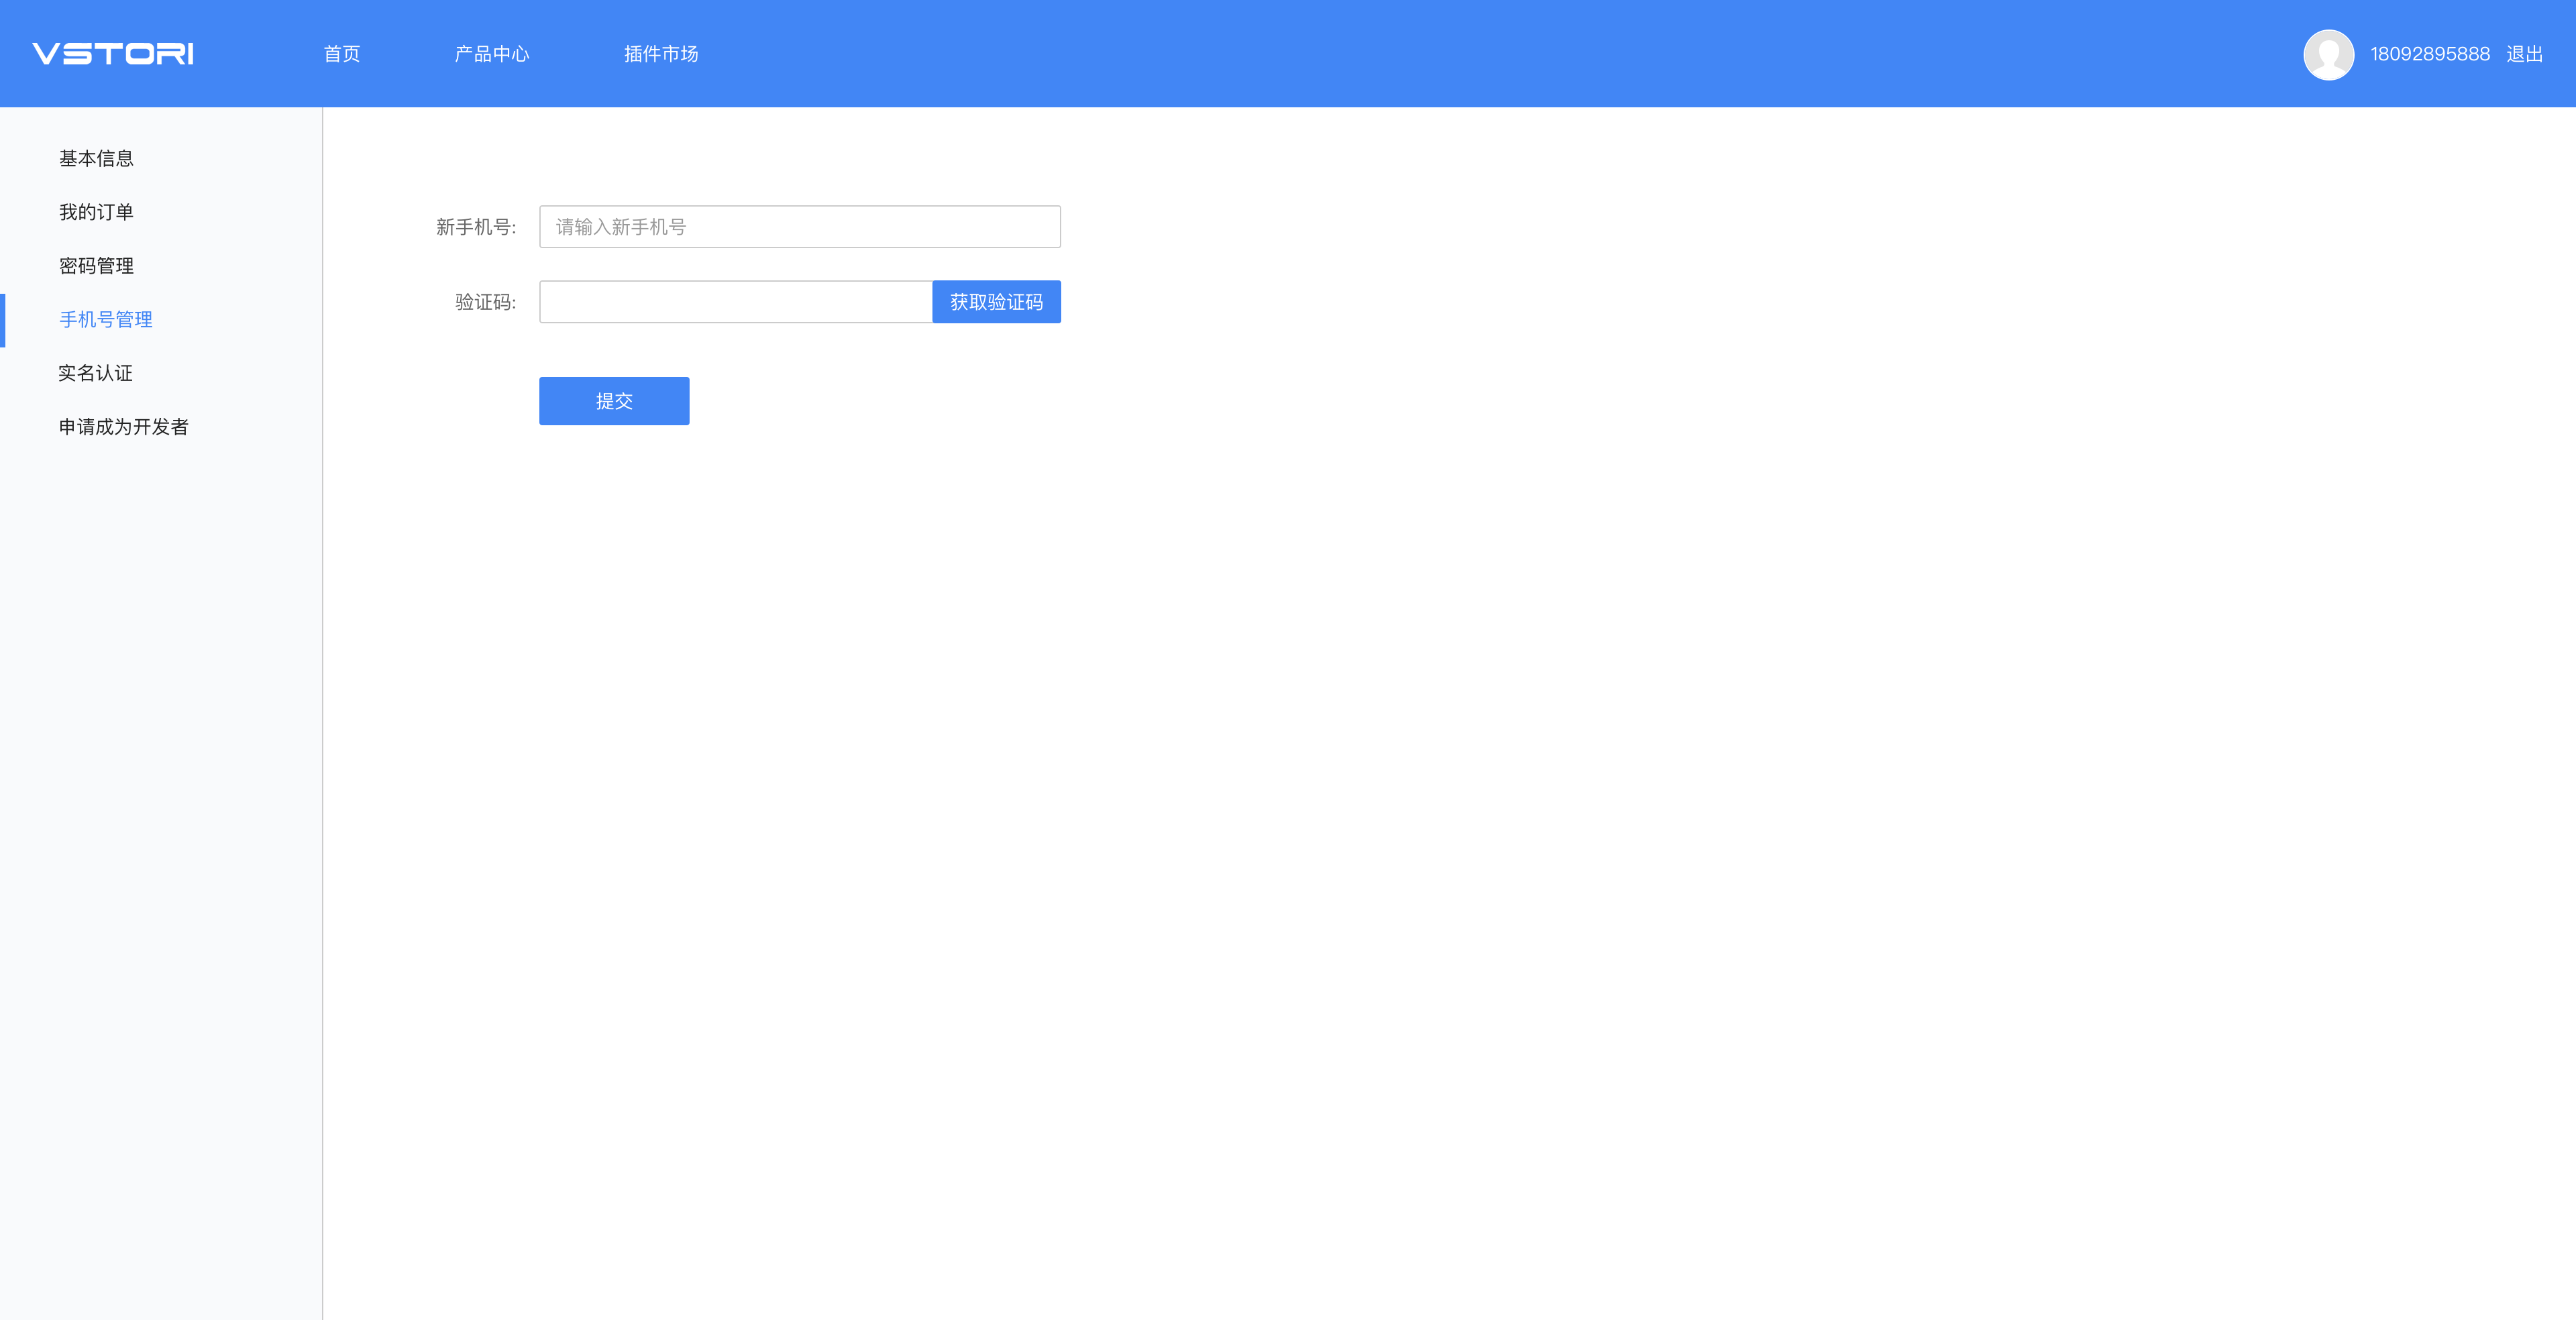 VSTORI 首页 产品中心 插件市场 18092895888 退出
基本信息
我的订单
密码管理
手机号管理
实名认证
申请成为开发者
新手机号: 请输入新手机号
验证码: 获取验证码
提交